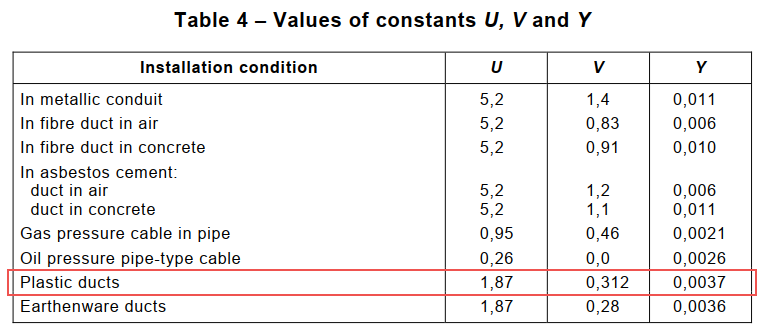 Table 4 – Values of constants U, V and Y
Installation condition U V Y
In metallic conduit 5,2 1,4 0,011
In fibre duct in air 5,2 0,83 0,006
In fibre duct in concrete 5,2 0,91 0,010
In asbestos cement:
duct in air 5,2 1,2 0,006
duct in concrete 5,2 1,1 0,011
Gas pressure cable in pipe 0,95 0,46 0,0021
Oil pressure pipe-type cable 0,26 0,0 0,0026
Plastic ducts 1,87 0,312 0,0037
Earthenware ducts 1,87 0,28 0,0036